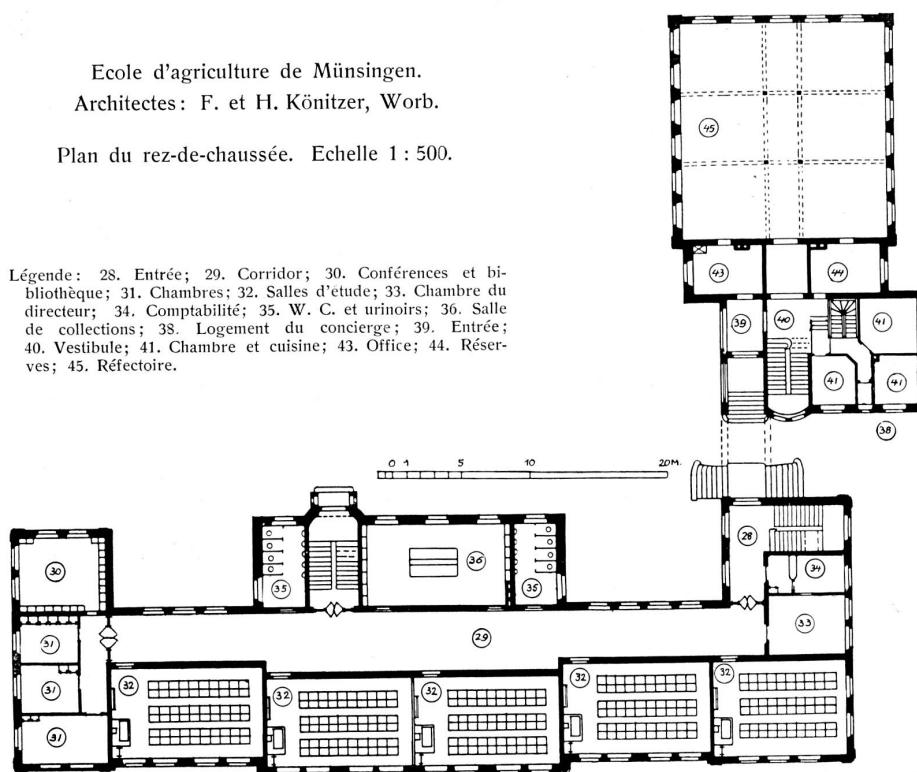 Ecole d'agriculture de Münsingen.
Architectes: F. et H. Könitzer, Worb.
Plan du rez-de-chaussée. Echelle 1 : 500.
Légende: 28. Entrée; 29. Corridor; 30. Conférences et bi-
bliothèque; 31. Chambres; 32. Salles d'étude; 33. Chambre du
directeur; 34. Comptabilité; 35. W. C. et urinoirs; 36. Salle
de collections; 38. Logement du concierge; 39. Entrée;
40. Vestibule; 41. Chambre et cuisine; 43. Office; 44. Réser-
ves; 45. Réfectoire.
45
43
44
39
40
41
41
41
38
0 1 5 10 20 M.
30
35
36
35
28
34
31
29
33
31
32
32
32
32
32
31